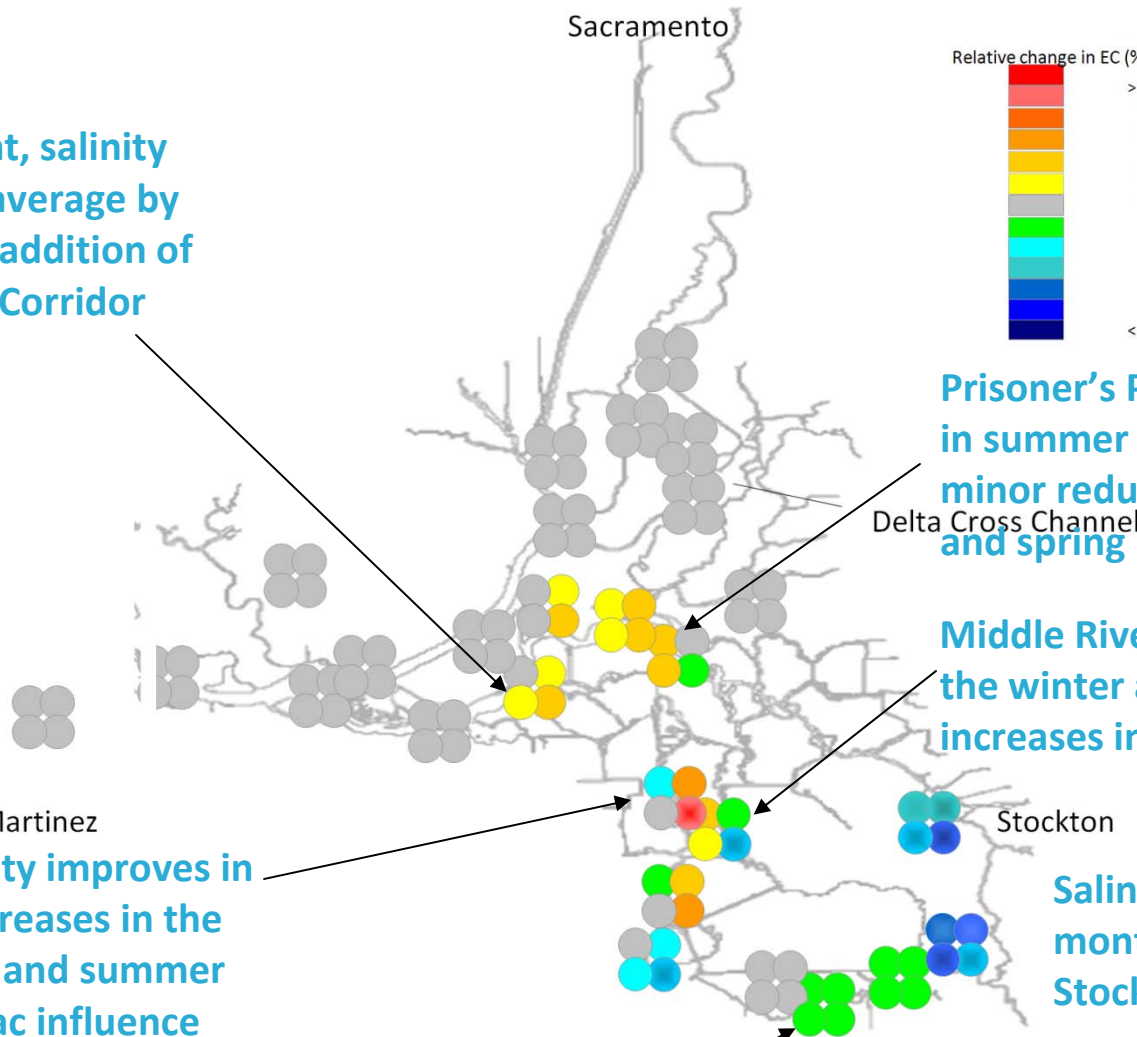 Sacramento
Relative change in EC (%
>
<
nt, salinity
average by
addition of
Corridor
Prisoner’s P
in summer
minor redu
Delta Cross Channel
and spring
Middle Rive
the winter a
increases in
Martinez
Stockton
ty improves in
reases in the
and summer
ac influence
Salin
mont
Stock